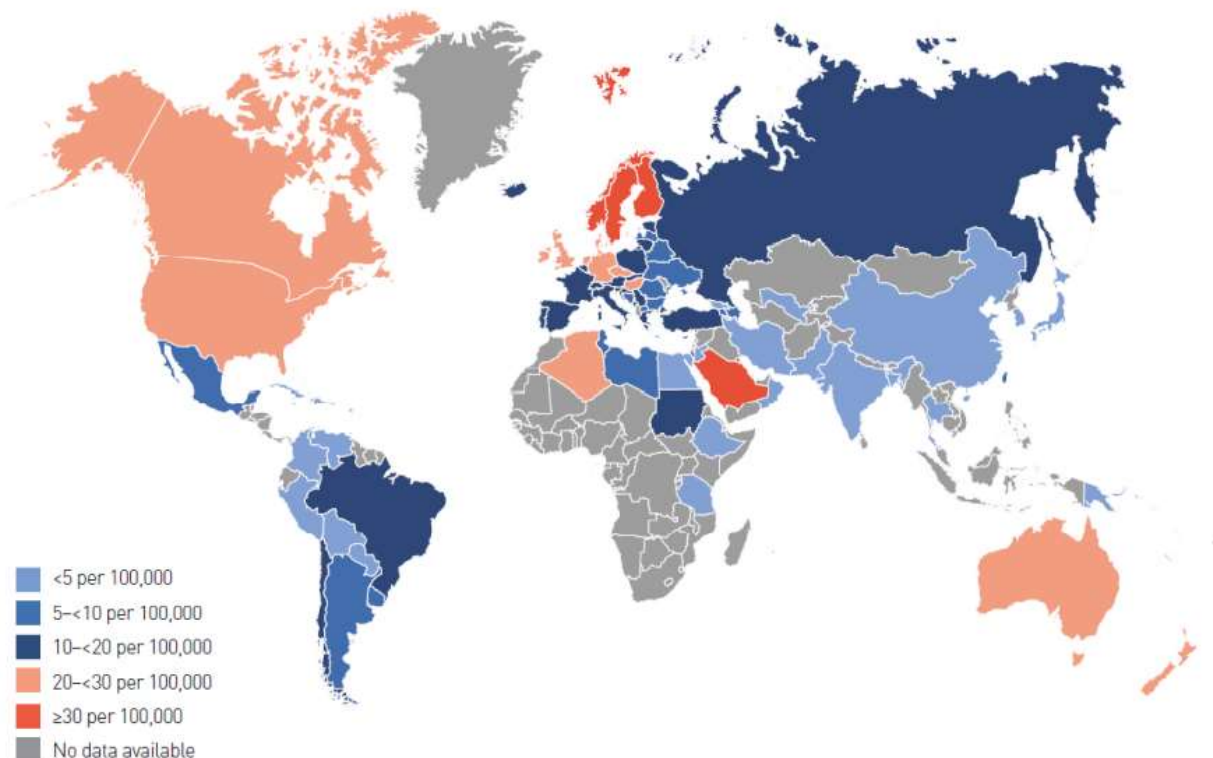 <5 per 100,000
5–<10 per 100,000
10–<20 per 100,000
20–<30 per 100,000
≥30 per 100,000
No data available